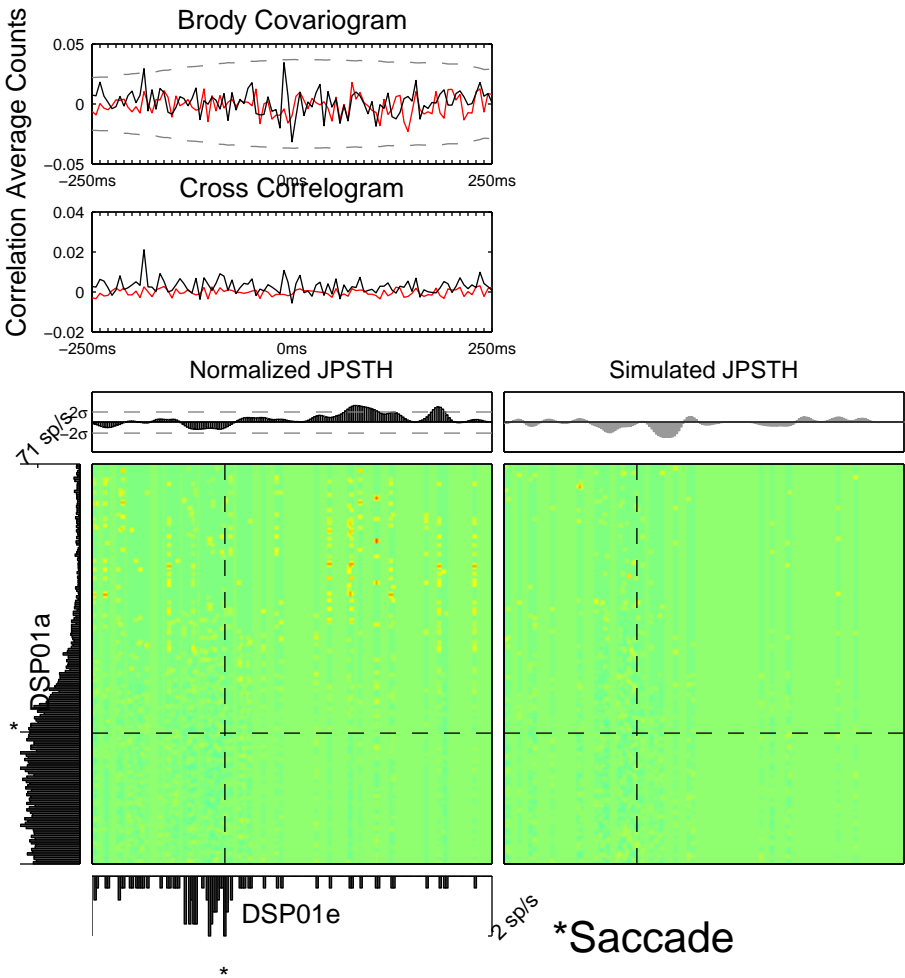 Brody Covariogram
Correlation Average Counts
0.05
0
−0.05
−250ms
0ms
250ms
Cross Correlogram
0.04
0.02
0
−0.02
−250ms
0ms
250ms
Normalized JPSTH
Simulated JPSTH
71 sp/s
2σ
−2σ
DSP01a
*
DSP01e
2 sp/s
*
*Saccade